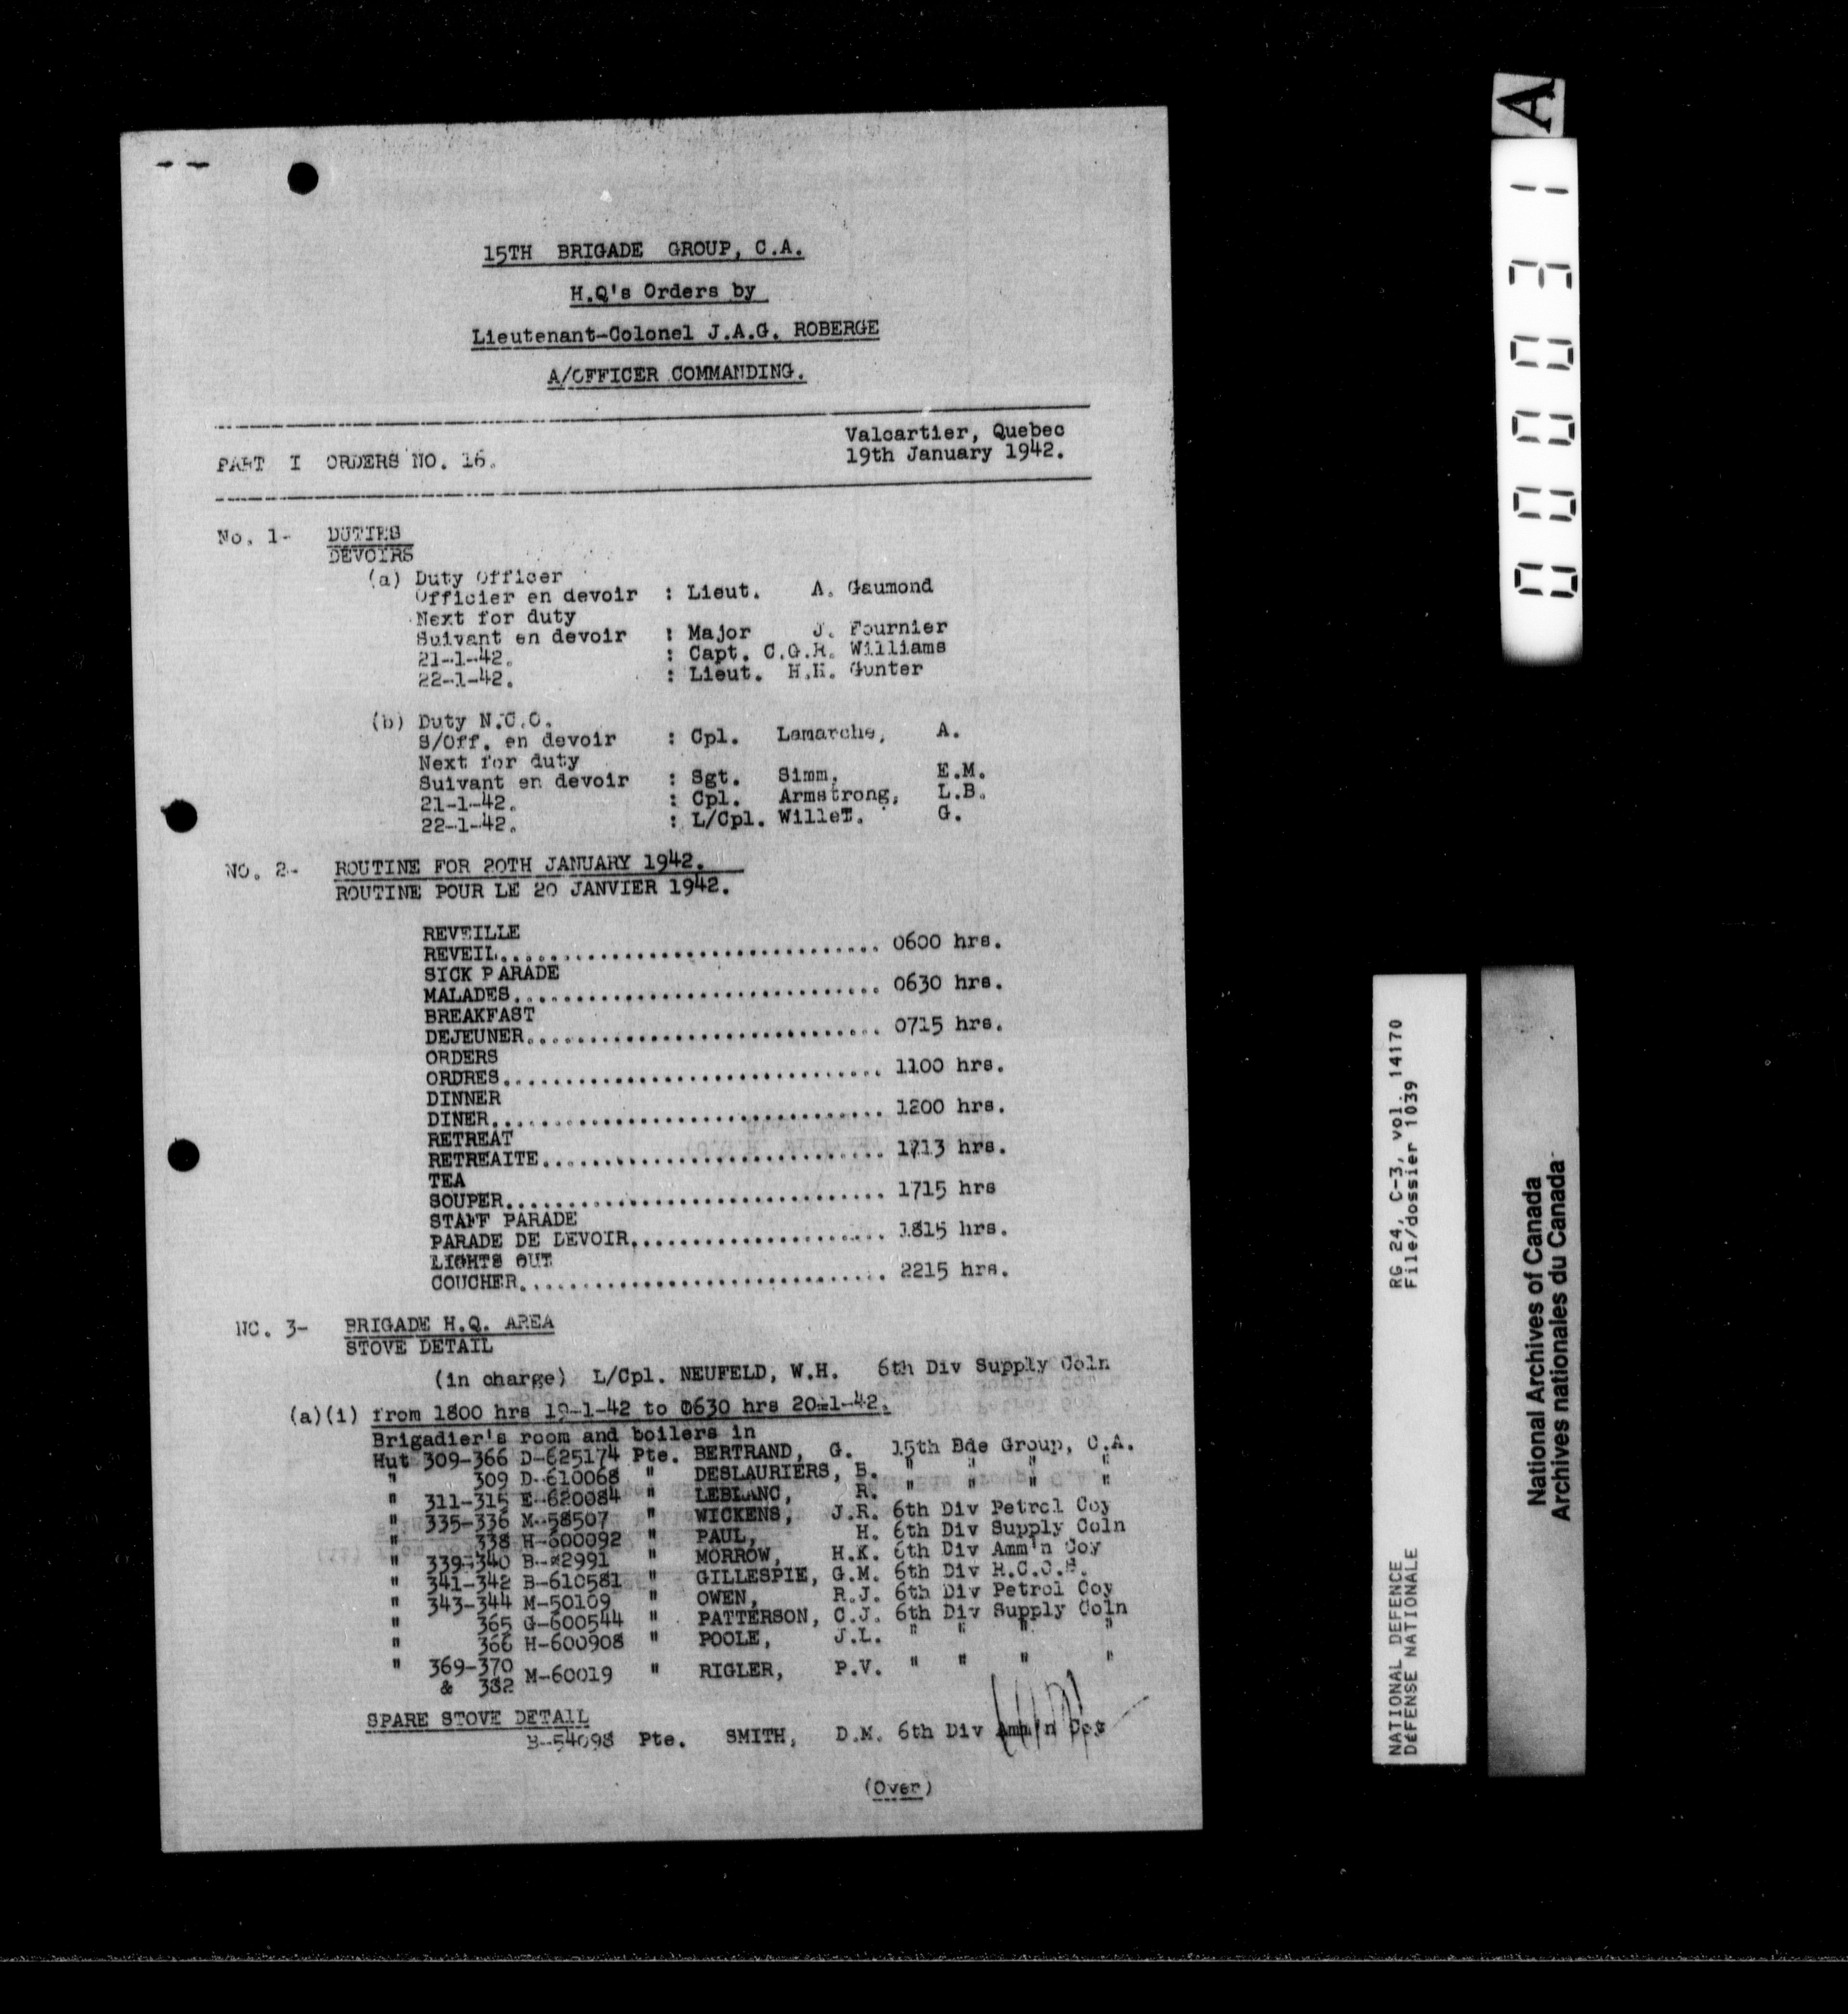 15TH BRIGADE GROUP, C.A.
H.Q's Orders by
Lieutenant-Colonel J.A.G. ROBERGE
A/OFFICER COMMANDING.
Valcartier, Quebec
PART I ORDERS NO. 16. 19th January 1942.
No. 1- DUTIES
DEVOIRS
(a) Duty Officer
Officier en devoir : Lieut. A. Gaumond
Next for duty
Suivant en devoir : Major J. Fournier
21-1-42. : Capt. C.G.R. Williams
22-1-42. : Lieut. H.H. Gunter
(b) Duty N.C.O.
S/Off. en devoir : Cpl. Lamarche, A.
Next for duty
Suivant en devoir : Sgt. Simm, E.M.
21-1-42. : Cpl. Armstrong, L.B.
22-1-42. : L/Cpl. Willet. G.
NO. 2- ROUTINE FOR 20TH JANUARY 1942.
ROUTINE POUR LE 20 JANVIER 1942.
REVEILLE
REVEIL.............................. 0600 hrs.
SICK PARADE
MALADES............................. 0630 hrs.
BREAKFAST
DEJEUNER............................ 0715 hrs.
ORDERS
ORDRES.............................. 1100 hrs.
DINNER
DINER............................... 1200 hrs.
RETREAT
RETREAITE........................... 1713 hrs.
TEA
SOUPER.............................. 1715 hrs
STAFF PARADE
PARADE DE DEVOIR.................... 1815 hrs.
LIGHTS OUT
COUCHER............................. 2215 hrs.
NO. 3- BRIGADE H.Q. AREA
STOVE DETAIL
(in charge) L/Cpl. NEUFELD, W.H. 6th Div Supply Coln
(a)(i) from 1800 hrs 19-1-42 to 0630 hrs 20-1-42.
Brigadier's room and boilers in
Hut 309-366 D-625174 Pte. BERTRAND, G. 15th Bde Group, C.A.
" 309 D-610068 " DESLAURIERS, B. " " " "
" 311-315 E-620084 " LEBLANC, R. " " " "
" 335-336 M-58507 " WICKENS, J.R. 6th Div Petrol Coy
" 338 H-600092 " PAUL, H. 6th Div Supply Coln
" 339-340 " MORROW, H.K. 6th Div Amm'n Coy
" 341-342 B-610581 " GILLESPIE, G.M. 6th Div
" 343-344 M-50109 " OWEN, R.J. 6th Div Petrol Coy
" 365 G-600544 " PATTERSON, C.J. 6th Div Supply Coln
" 366 H-600908 " POOLE, J.L. " " " "
" 369-370 M-60019 " RIGLER, P.V. " " " "
& 382
SPARE STOVE DETAIL
B-54098 Pte. SMITH, D.M. 6th Div Amm'n Coy
(Over)
A
000031
RG 24, C-3, vol. 14170
File/dossier 1039
NATIONAL DEFENCE
DÉFENSE NATIONALE
National Archives of Canada
Archives nationales du Canada